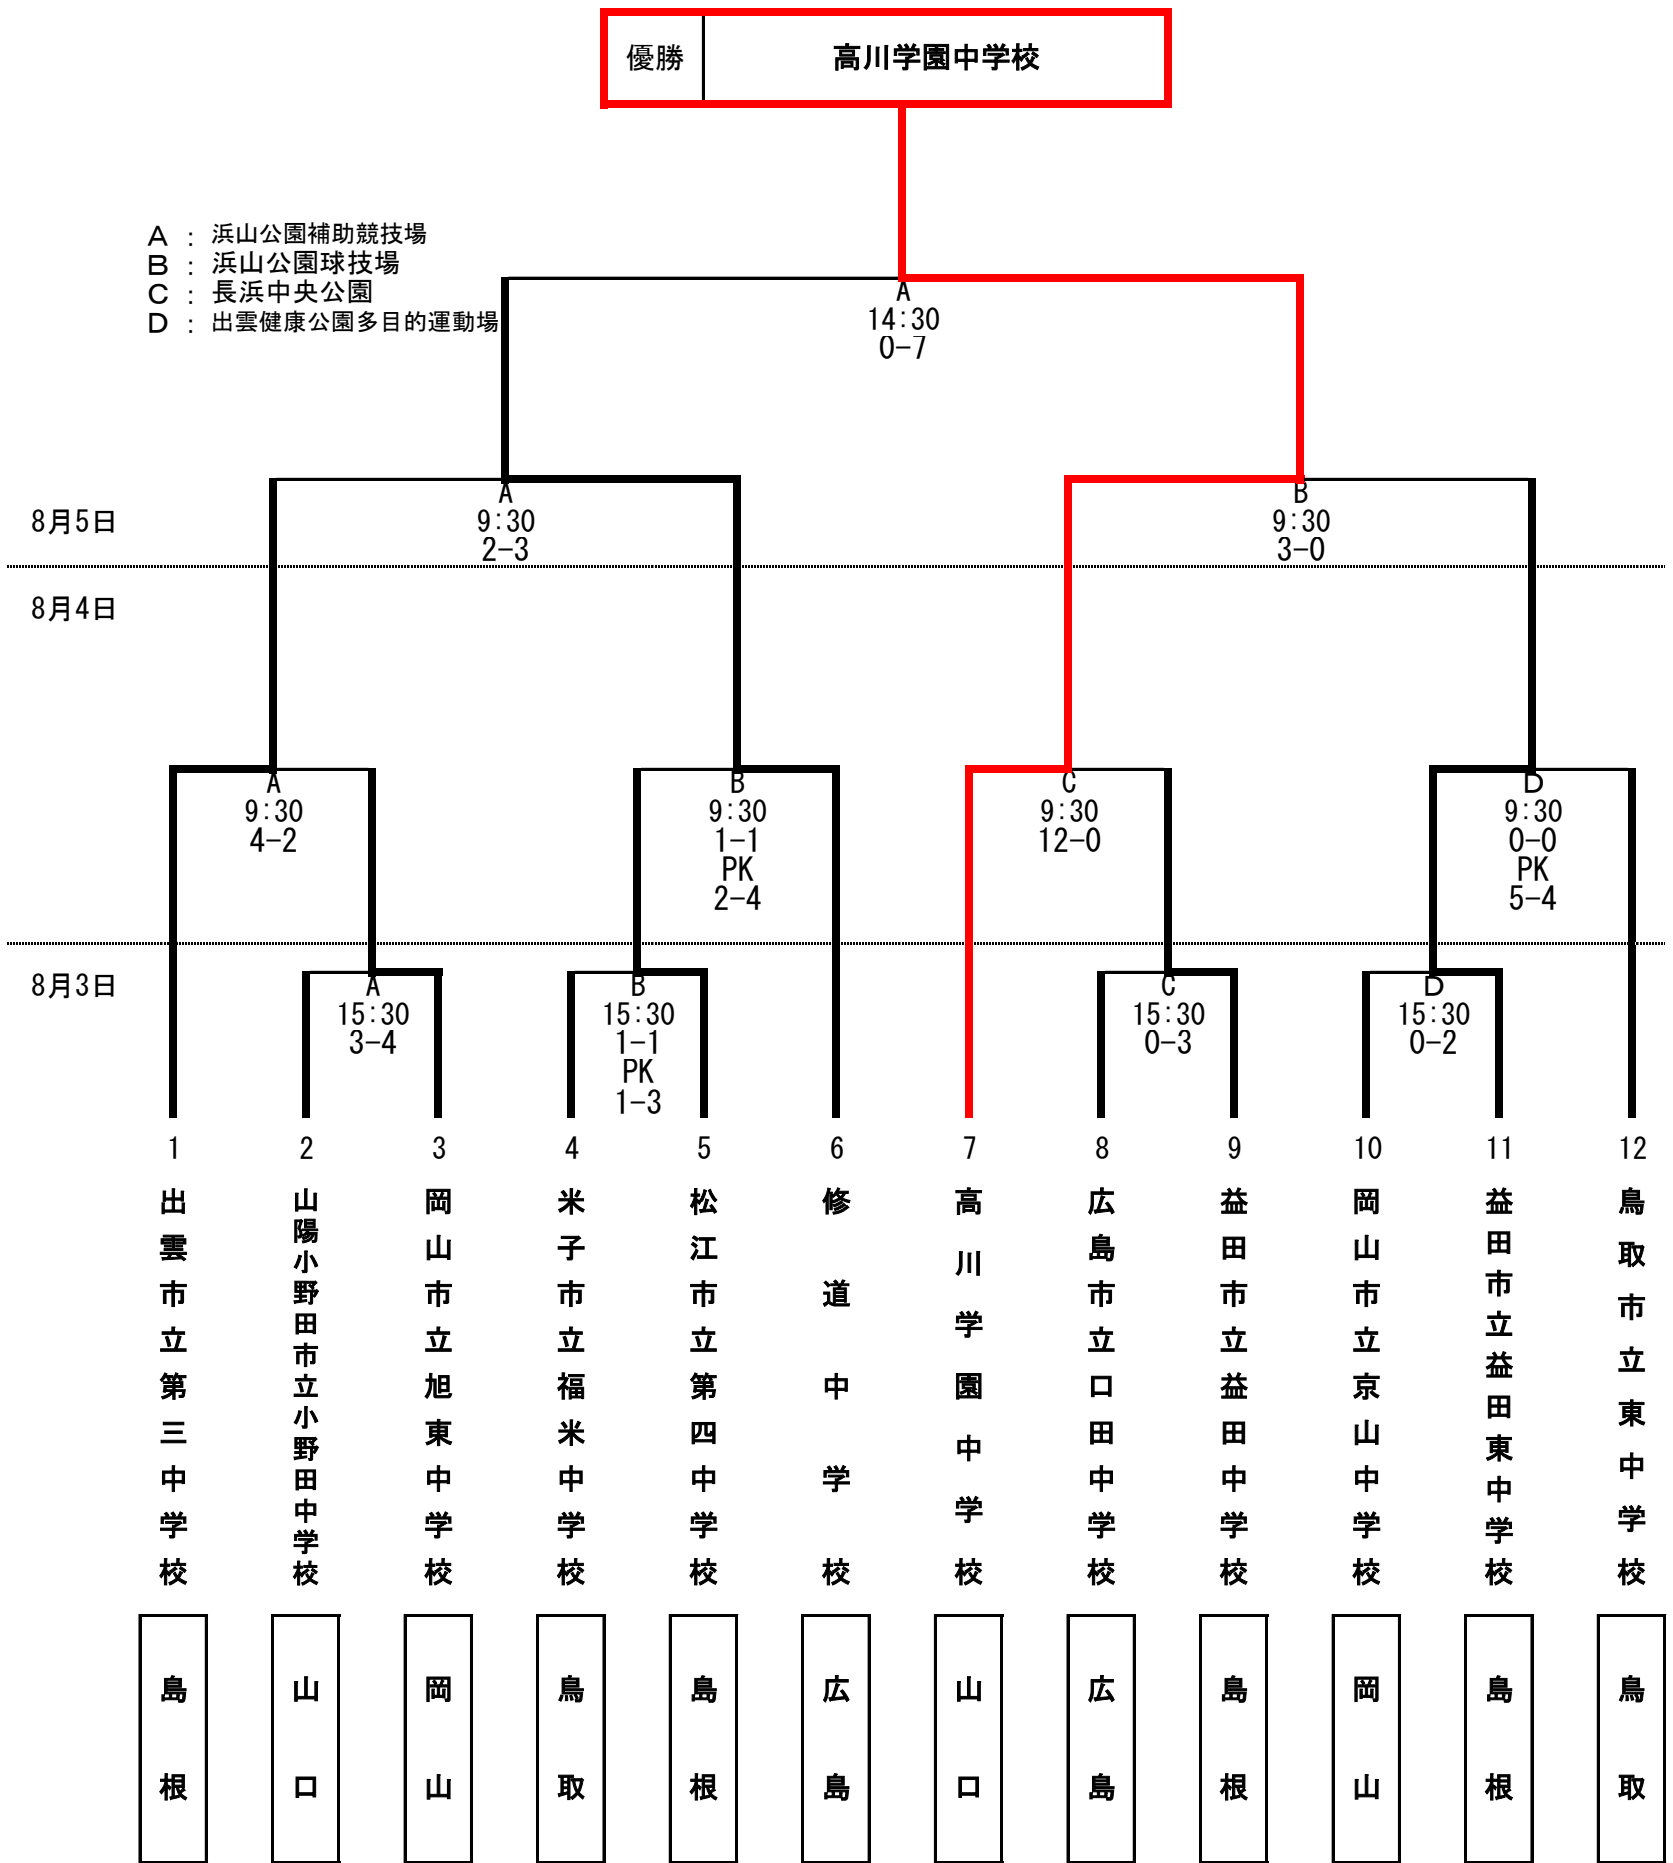 優勝 高川学園中学校
A : 浜山公園補助競技場
B : 浜山公園球技場
C : 長浜中央公園
D : 出雲健康公園多目的運動場
A
14:30
0-7
8月5日
A
9:30
2-3
B
9:30
3-0
8月4日
A
9:30
4-2
B
9:30
1-1
PK
2-4
C
9:30
12-0
D
9:30
0-0
PK
5-4
8月3日
A
15:30
3-4
B
15:30
1-1
PK
1-3
C
15:30
0-3
D
15:30
0-2
1 2 3 4 5 6 7 8 9 10 11 12
出雲市立第三中学校
山陽小野田市立小野田中学校
岡山市立旭東中学校
米子市立福米中学校
松江市立第四中学校
修道中学校
高川学園中学校
広島市立口田中学校
益田市立益田中学校
岡山市立京山中学校
益田市立益田東中学校
鳥取市立東中学校
島根
山口
岡山
鳥取
島根
広島
山口
広島
島根
岡山
島根
鳥取